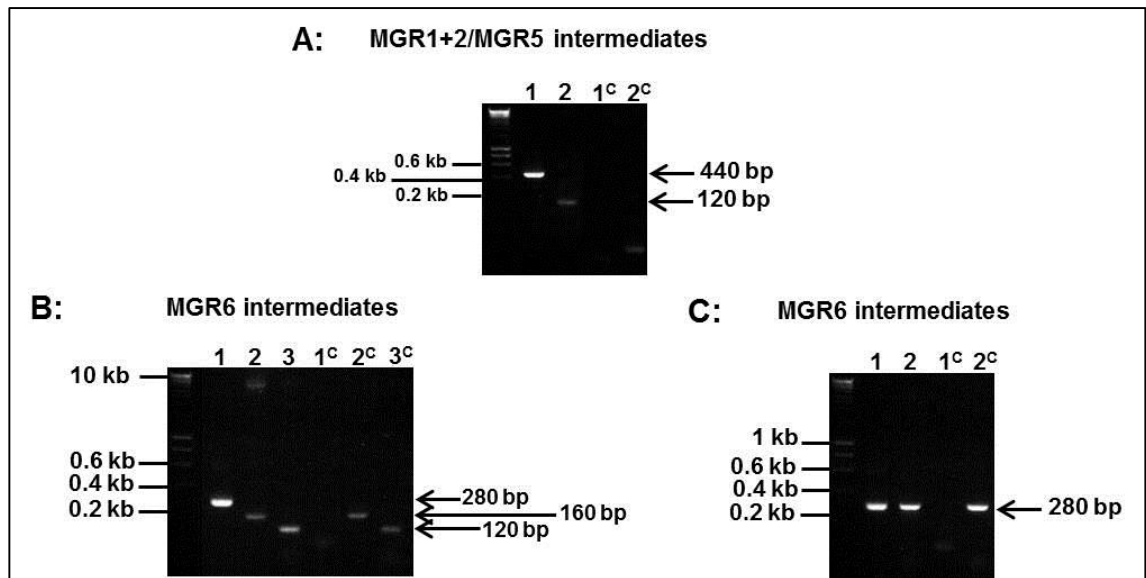 A: MGR1+2/MGR5 intermediates
1 2 1ᶜ 2ᶜ
0.6 kb
0.4 kb
0.2 kb
440 bp
120 bp
B: MGR6 intermediates
1 2 3 1ᶜ 2ᶜ 3ᶜ
10 kb
0.6 kb
0.4 kb
0.2 kb
280 bp
160 bp
120 bp
C: MGR6 intermediates
1 2 1ᶜ 2ᶜ
1 kb
0.6 kb
0.4 kb
0.2 kb
280 bp